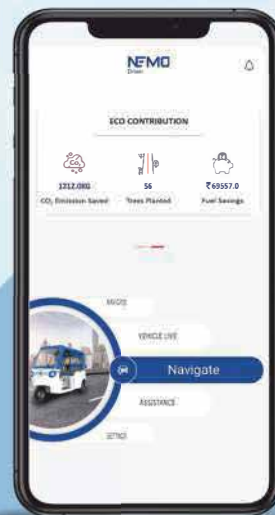 NEMO
Driver
ECO CONTRIBUTION
1212.0KG 56 ₹69557.0
CO₂ Emission Saved Trees Planted Fuel Savings
VEHICLE LIVE
Navigate
ASSISTANCE